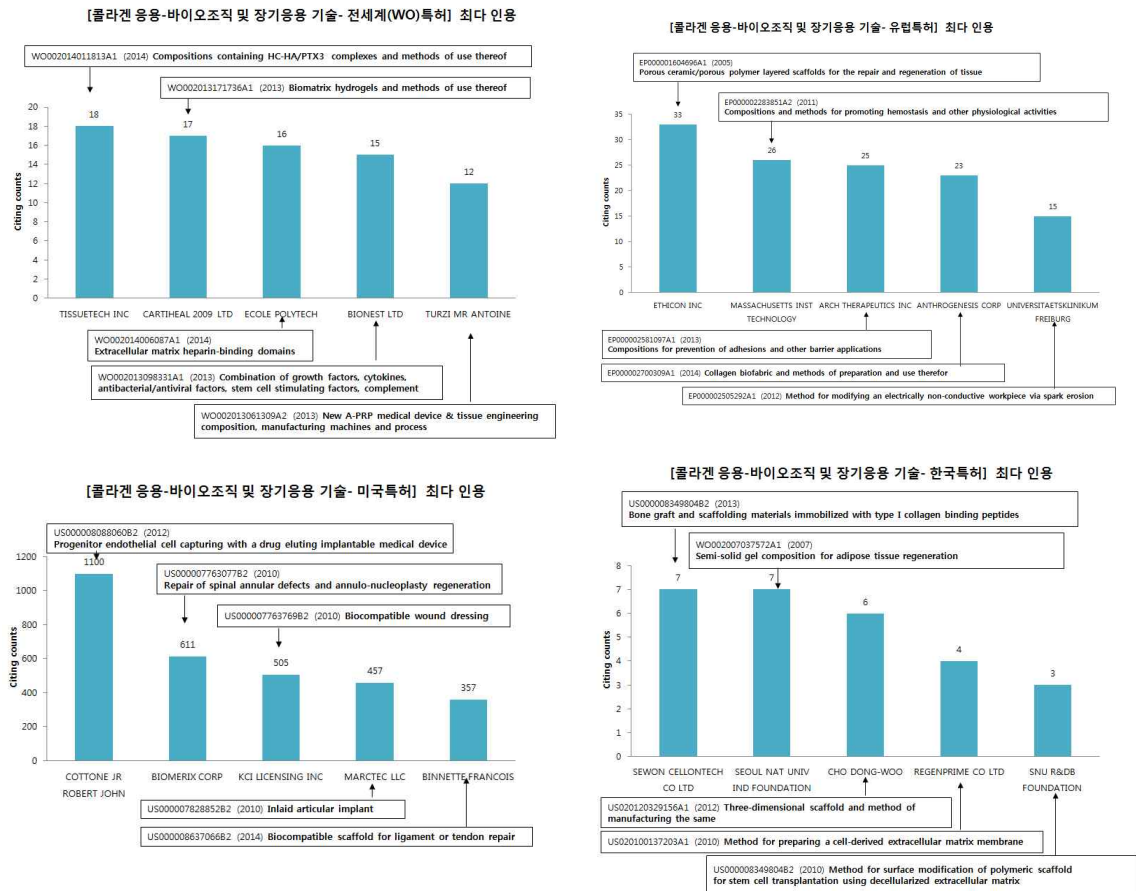 [콜라겐 응용-바이오조직 및 장기응용 기술- 전세계(WO)특허] 최다 인용
WO002014011813A1 (2014) Compositions containing HC-HA/PTX3 complexes and methods of use thereof
WO002013171736A1 (2013) Biomatrix hydrogels and methods of use thereof
Citing counts
20
18
16
14
12
10
8
6
4
2
0
18
17
16
15
12
TISSUETECH INC
CARTIHEAL 2009 LTD
ECOLE POLYTECH
BIONEST LTD
TURZI MR ANTOINE
WO002014006087A1 (2014)
Extracellular matrix heparin-binding domains
WO002013098331A1 (2013) Combination of growth factors, cytokines,
antibacterial/antiviral factors, stem cell stimulating factors, complement
WO002013061309A2 (2013) New A-PRP medical device & tissue engineering
composition, manufacturing machines and process
[콜라겐 응용-바이오조직 및 장기응용 기술- 유럽특허] 최다 인용
EP000001604696A1 (2005)
Porous ceramic/porous polymer layered scaffolds for the repair and regeneration of tissue
EP000002283851A2 (2011)
Compositions and methods for promoting hemostasis and other physiological activities
Citing counts
35
30
25
20
15
10
5
0
33
26
25
23
15
ETHICON INC
MASSACHUSETTS INST
TECHNOLOGY
ARCH THERAPEUTICS INC
ANTHROGENESIS CORP
UNIVERSITAETSKLINIKUM
FREIBURG
EP000002581097A1 (2013)
Compositions for prevention of adhesions and other barrier applications
EP000002700309A1 (2014) Collagen biofabric and methods of preparation and use therefor
EP000002505292A1 (2012) Method for modifying an electrically non-conductive workpiece via spark erosion
[콜라겐 응용-바이오조직 및 장기응용 기술- 미국특허] 최다 인용
US000008088060B2 (2012)
Progenitor endothelial cell capturing with a drug eluting implantable medical device
US000007763077B2 (2010)
Repair of spinal annular defects and annulo-nucleoplasty regeneration
US000007763769B2 (2010) Biocompatible wound dressing
Citing counts
1200
1000
800
600
400
200
0
1100
611
505
457
357
COTTONE JR
ROBERT JOHN
BIOMERIX CORP
KCI LICENSING INC
MARCTEC LLC
BINNETTE FRANCOIS
US000007828852B2 (2010) Inlaid articular implant
US000008637066B2 (2014) Biocompatible scaffold for ligament or tendon repair
[콜라겐 응용-바이오조직 및 장기응용 기술- 한국특허] 최다 인용
US000008349804B2 (2013)
Bone graft and scaffolding materials immobilized with type I collagen binding peptides
WO002007037572A1 (2007)
Semi-solid gel composition for adipose tissue regeneration
Citing counts
8
7
6
5
4
3
2
1
0
7
7
6
4
3
SEWON CELLONTECH
CO LTD
SEOUL NAT UNIV
IND FOUNDATION
CHO DONG-WOO
REGENPRIME CO LTD
SNU R&DB
FOUNDATION
US020120329156A1 (2012) Three-dimensional scaffold and method of
manufacturing the same
US020100137203A1 (2010) Method for preparing a cell-derived extracellular matrix membrane
US000008349804B2 (2010) Method for surface modification of polymeric scaffold
for stem cell transplantation using decellularized extracellular matrix